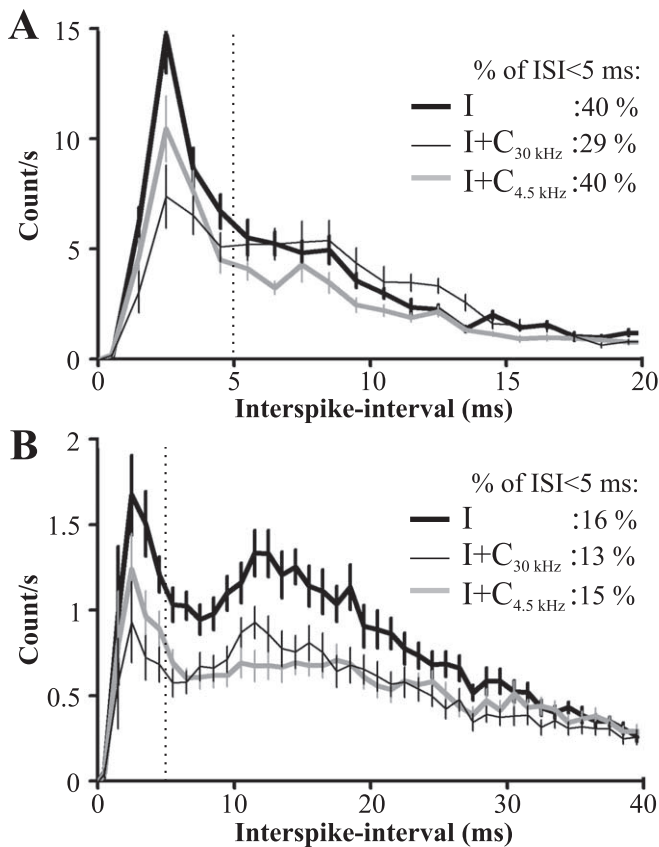 A
15
10
5
0
Count/s
% of ISI<5 ms:
I :40 %
I+C30 kHz :29 %
I+C4.5 kHz :40 %
0 5 10 15 20
Interspike-interval (ms)
B
2
1.5
1
0.5
0
Count/s
% of ISI<5 ms:
I :16 %
I+C30 kHz :13 %
I+C4.5 kHz :15 %
0 10 20 30 40
Interspike-interval (ms)